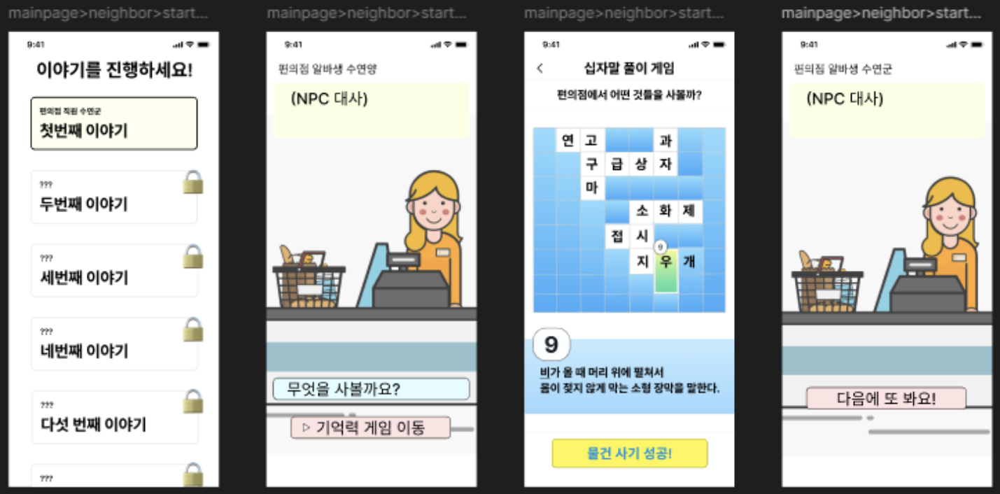 mainpage>neighbor>start...
9:41
이야기를 진행하세요!
편의점 직원 수연군
첫번째 이야기
???
두번째 이야기
???
세번째 이야기
???
네번째 이야기
???
다섯 번째 이야기
???
mainpage>neighbor>start...
9:41
편의점 알바생 수연양
(NPC 대사)
무엇을 사볼까요?
▷ 기억력 게임 이동
mainpage>neighbor>start...
9:41
< 십자말 풀이 게임
편의점에서 어떤 것들을 사볼까?
연 고 과
구 급 상 자
마
소 화 제
접 시
9
지 우 개
9
비가 올 때 머리 위에 펼쳐서
몸이 젖지 않게 막는 소형 장막을 말한다.
물건 사기 성공!
mainpage>neighbor>start...
9:41
편의점 알바생 수연군
(NPC 대사)
다음에 또 봐요!